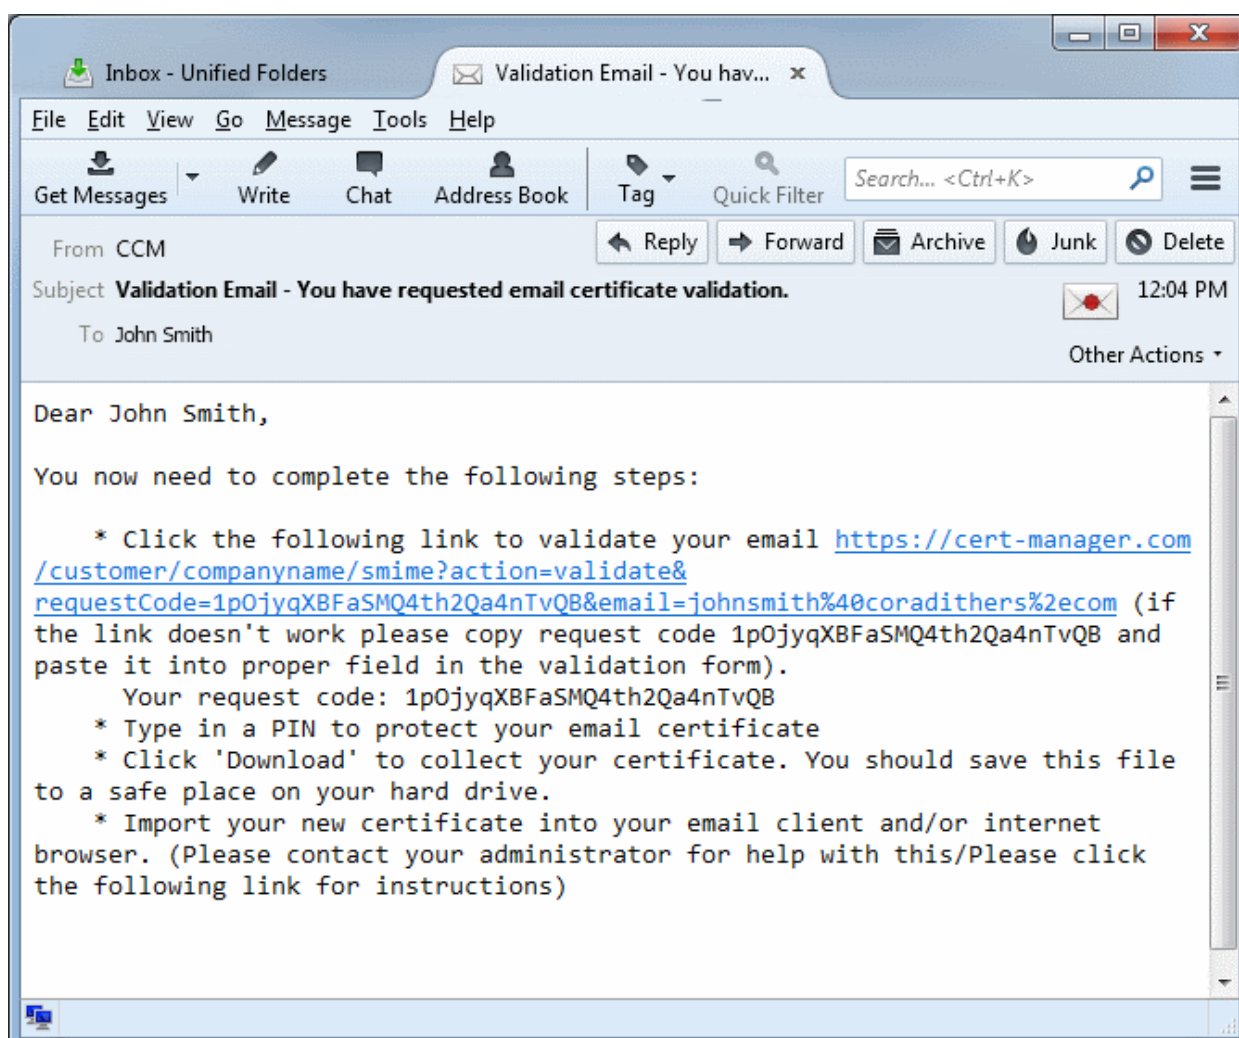 Inbox - Unified Folders
Validation Email - You hav...
File Edit View Go Message Tools Help
Get Messages Write Chat Address Book Tag Quick Filter Search... <Ctrl+K>
From CCM Reply Forward Archive Junk Delete
Subject Validation Email - You have requested email certificate validation. 12:04 PM
To John Smith
Other Actions
Dear John Smith,
You now need to complete the following steps:
* Click the following link to validate your email https://cert-manager.com
/customer/companyname/smime?action=validate&
requestCode=1pOjyqXBFaSMQ4th2Qa4nTvQB&email=johnsmith%40coradithers%2ecom (if
the link doesn't work please copy request code 1pOjyqXBFaSMQ4th2Qa4nTvQB and
paste it into proper field in the validation form).
Your request code: 1pOjyqXBFaSMQ4th2Qa4nTvQB
* Type in a PIN to protect your email certificate
* Click 'Download' to collect your certificate. You should save this file
to a safe place on your hard drive.
* Import your new certificate into your email client and/or internet
browser. (Please contact your administrator for help with this/Please click
the following link for instructions)